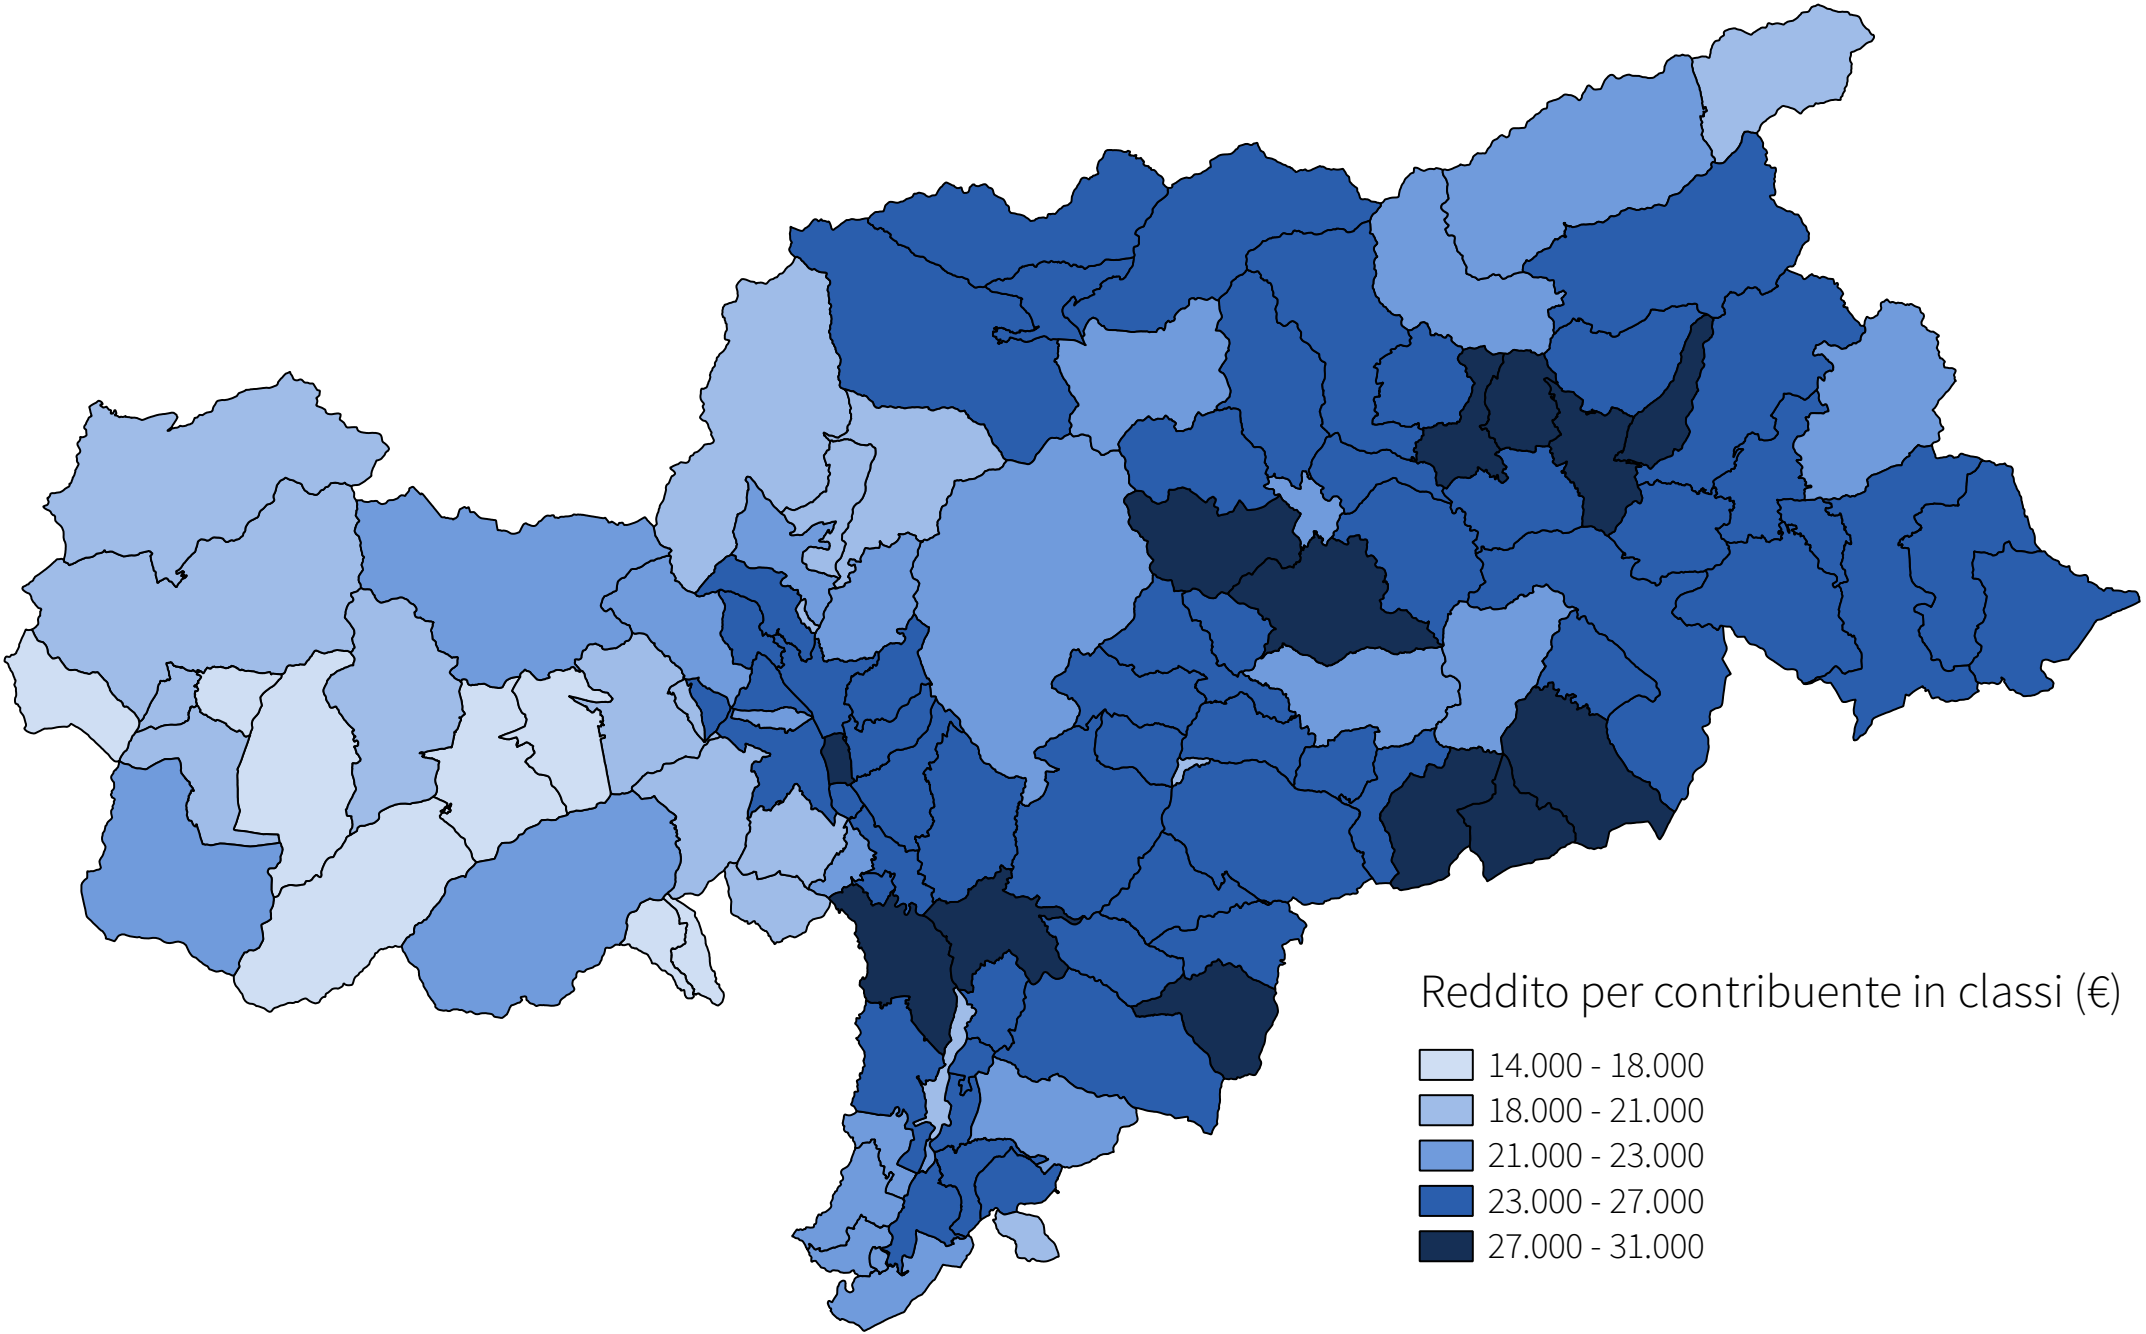 Reddito per contribuente in classi (€)
14.000 - 18.000
18.000 - 21.000
21.000 - 23.000
23.000 - 27.000
27.000 - 31.000